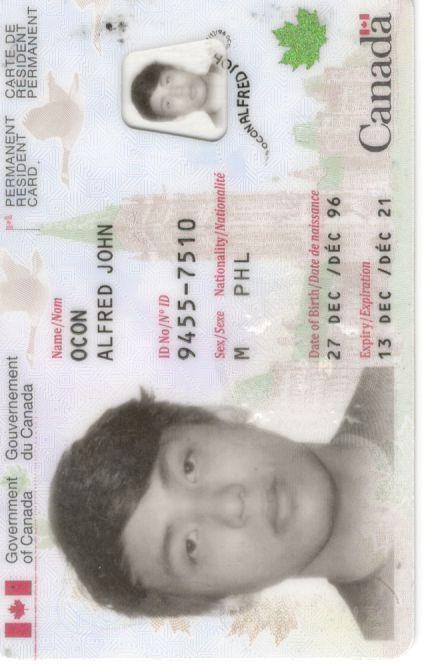 Government
of Canada
Gouvernement
du Canada
PERMANENT
RESIDENT
CARD
CARTE DE
RÉSIDENT
PERMANENT
Name/Nom
OCON
ALFRED JOHN
ID No/Nº ID
9455-7510
Sex/Sexe Nationality/Nationalité
M PHL
Date of Birth/Date de naissance
27 DEC /DÉC 96
Expiry/Expiration
13 DEC /DÉC 21
OCON ALFRED JO
Canada